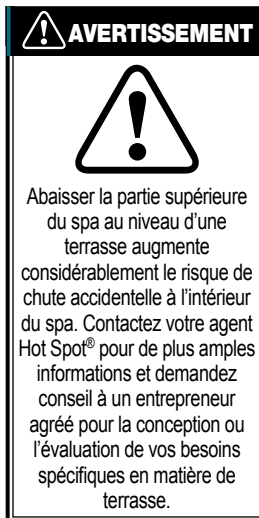 AVERTISSEMENT
Abaisser la partie supérieure
du spa au niveau d'une
terrasse augmente
considérablement le risque de
chute accidentelle à l'intérieur
du spa. Contactez votre agent
Hot Spot® pour de plus amples
informations et demandez
conseil à un entrepreneur
agréé pour la conception ou
l'évaluation de vos besoins
spécifiques en matière de
terrasse.